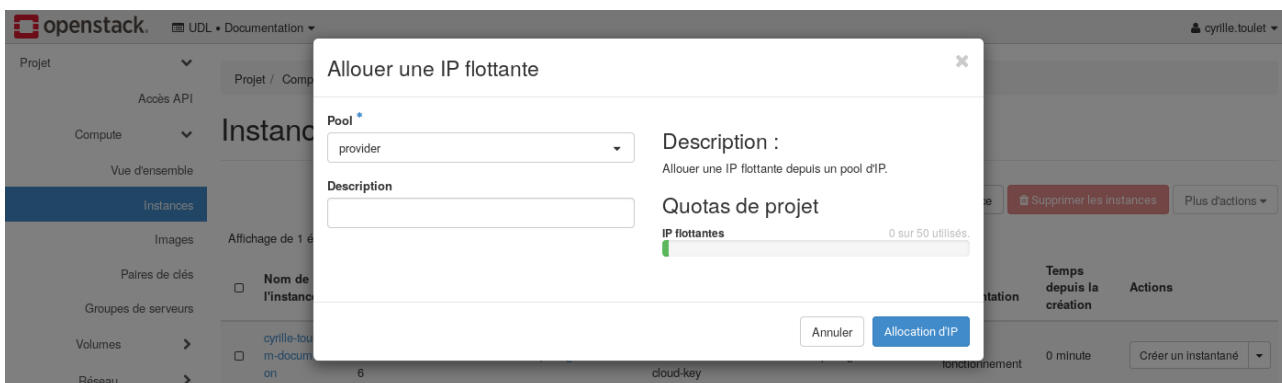 openstack. UDL • Documentation cyrille.toulet
Projet
Accès API
Compute
Vue d'ensemble
Instances
Images
Paires de clés
Groupes de serveurs
Volumes
Réseau
Projet / Comp
Instanc
Supprimer les instances Plus d'actions
Affichage de 1 é
Nom de
l'instance
Temps
depuis la
création
Actions
cyrille-tou
m-docum
on
6
cloud-key
fonctionnement
0 minute
Créer un instantané
Allouer une IP flottante
Pool *
provider
Description
Description :
Allouer une IP flottante depuis un pool d'IP.
Quotas de projet
IP flottantes 0 sur 50 utilisés.
Annuler Allocation d'IP